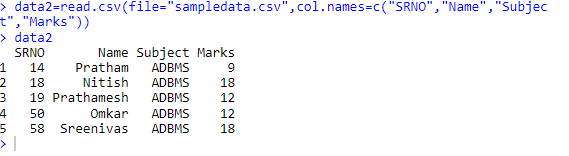 > data2=read.csv(file="sampledata.csv",col.names=c("SRNO","Name","Subjec
t","Marks"))
> data2
  SRNO       Name Subject Marks
1   14    Pratham   ADBMS     9
2   18     Nitish   ADBMS    18
3   19 Prathamesh   ADBMS    12
4   50      Omkar   ADBMS    12
5   58  Sreenivas   ADBMS    18
>